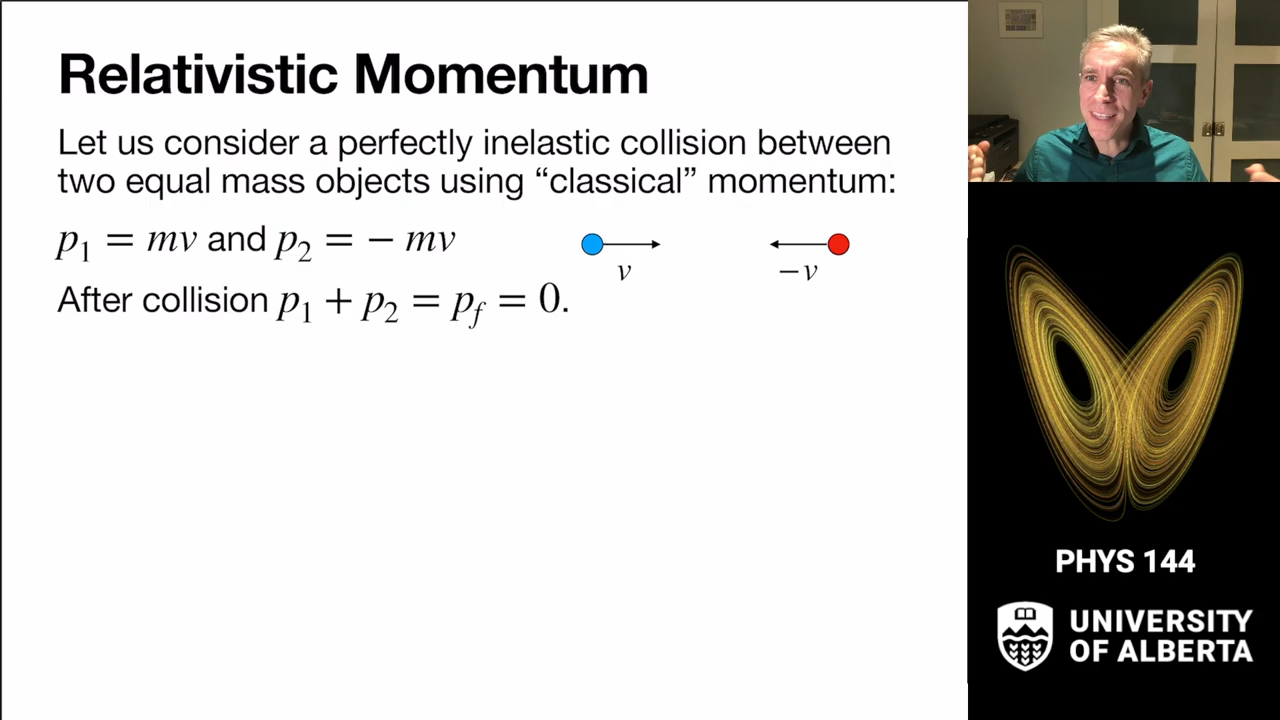 Relativistic Momentum
Let us consider a perfectly inelastic collision between
two equal mass objects using “classical” momentum:
p₁ = mv and p₂ = − mv
v
−v
After collision p₁ + p₂ = p_f = 0.
PHYS 144
UNIVERSITY
OF ALBERTA